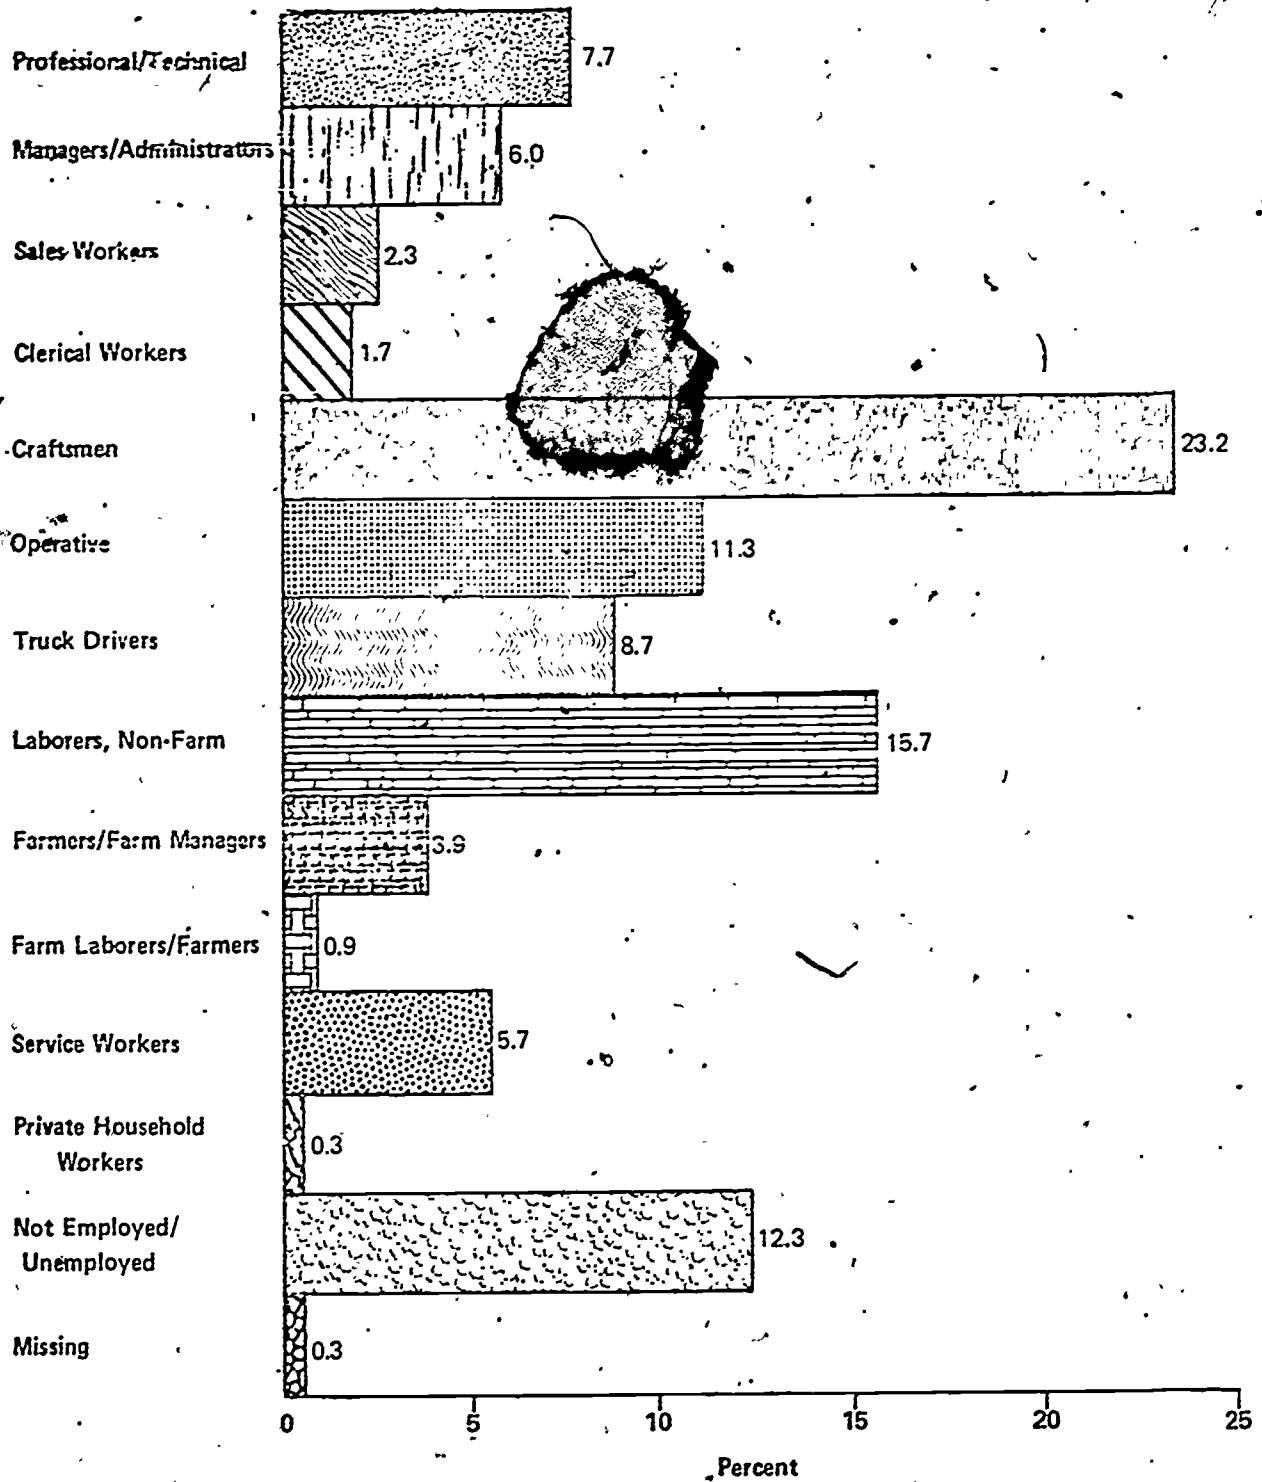 Professional/Technical 7.7
Managers/Administrators 6.0
Sales Workers 2.3
Clerical Workers 1.7
Craftsmen 23.2
Operative 11.3
Truck Drivers 8.7
Laborers, Non-Farm 15.7
Farmers/Farm Managers 3.9
Farm Laborers/Farmers 0.9
Service Workers 5.7
Private Household
Workers 0.3
Not Employed/
Unemployed 12.3
Missing 0.3
0 5 10 15 20 25
Percent